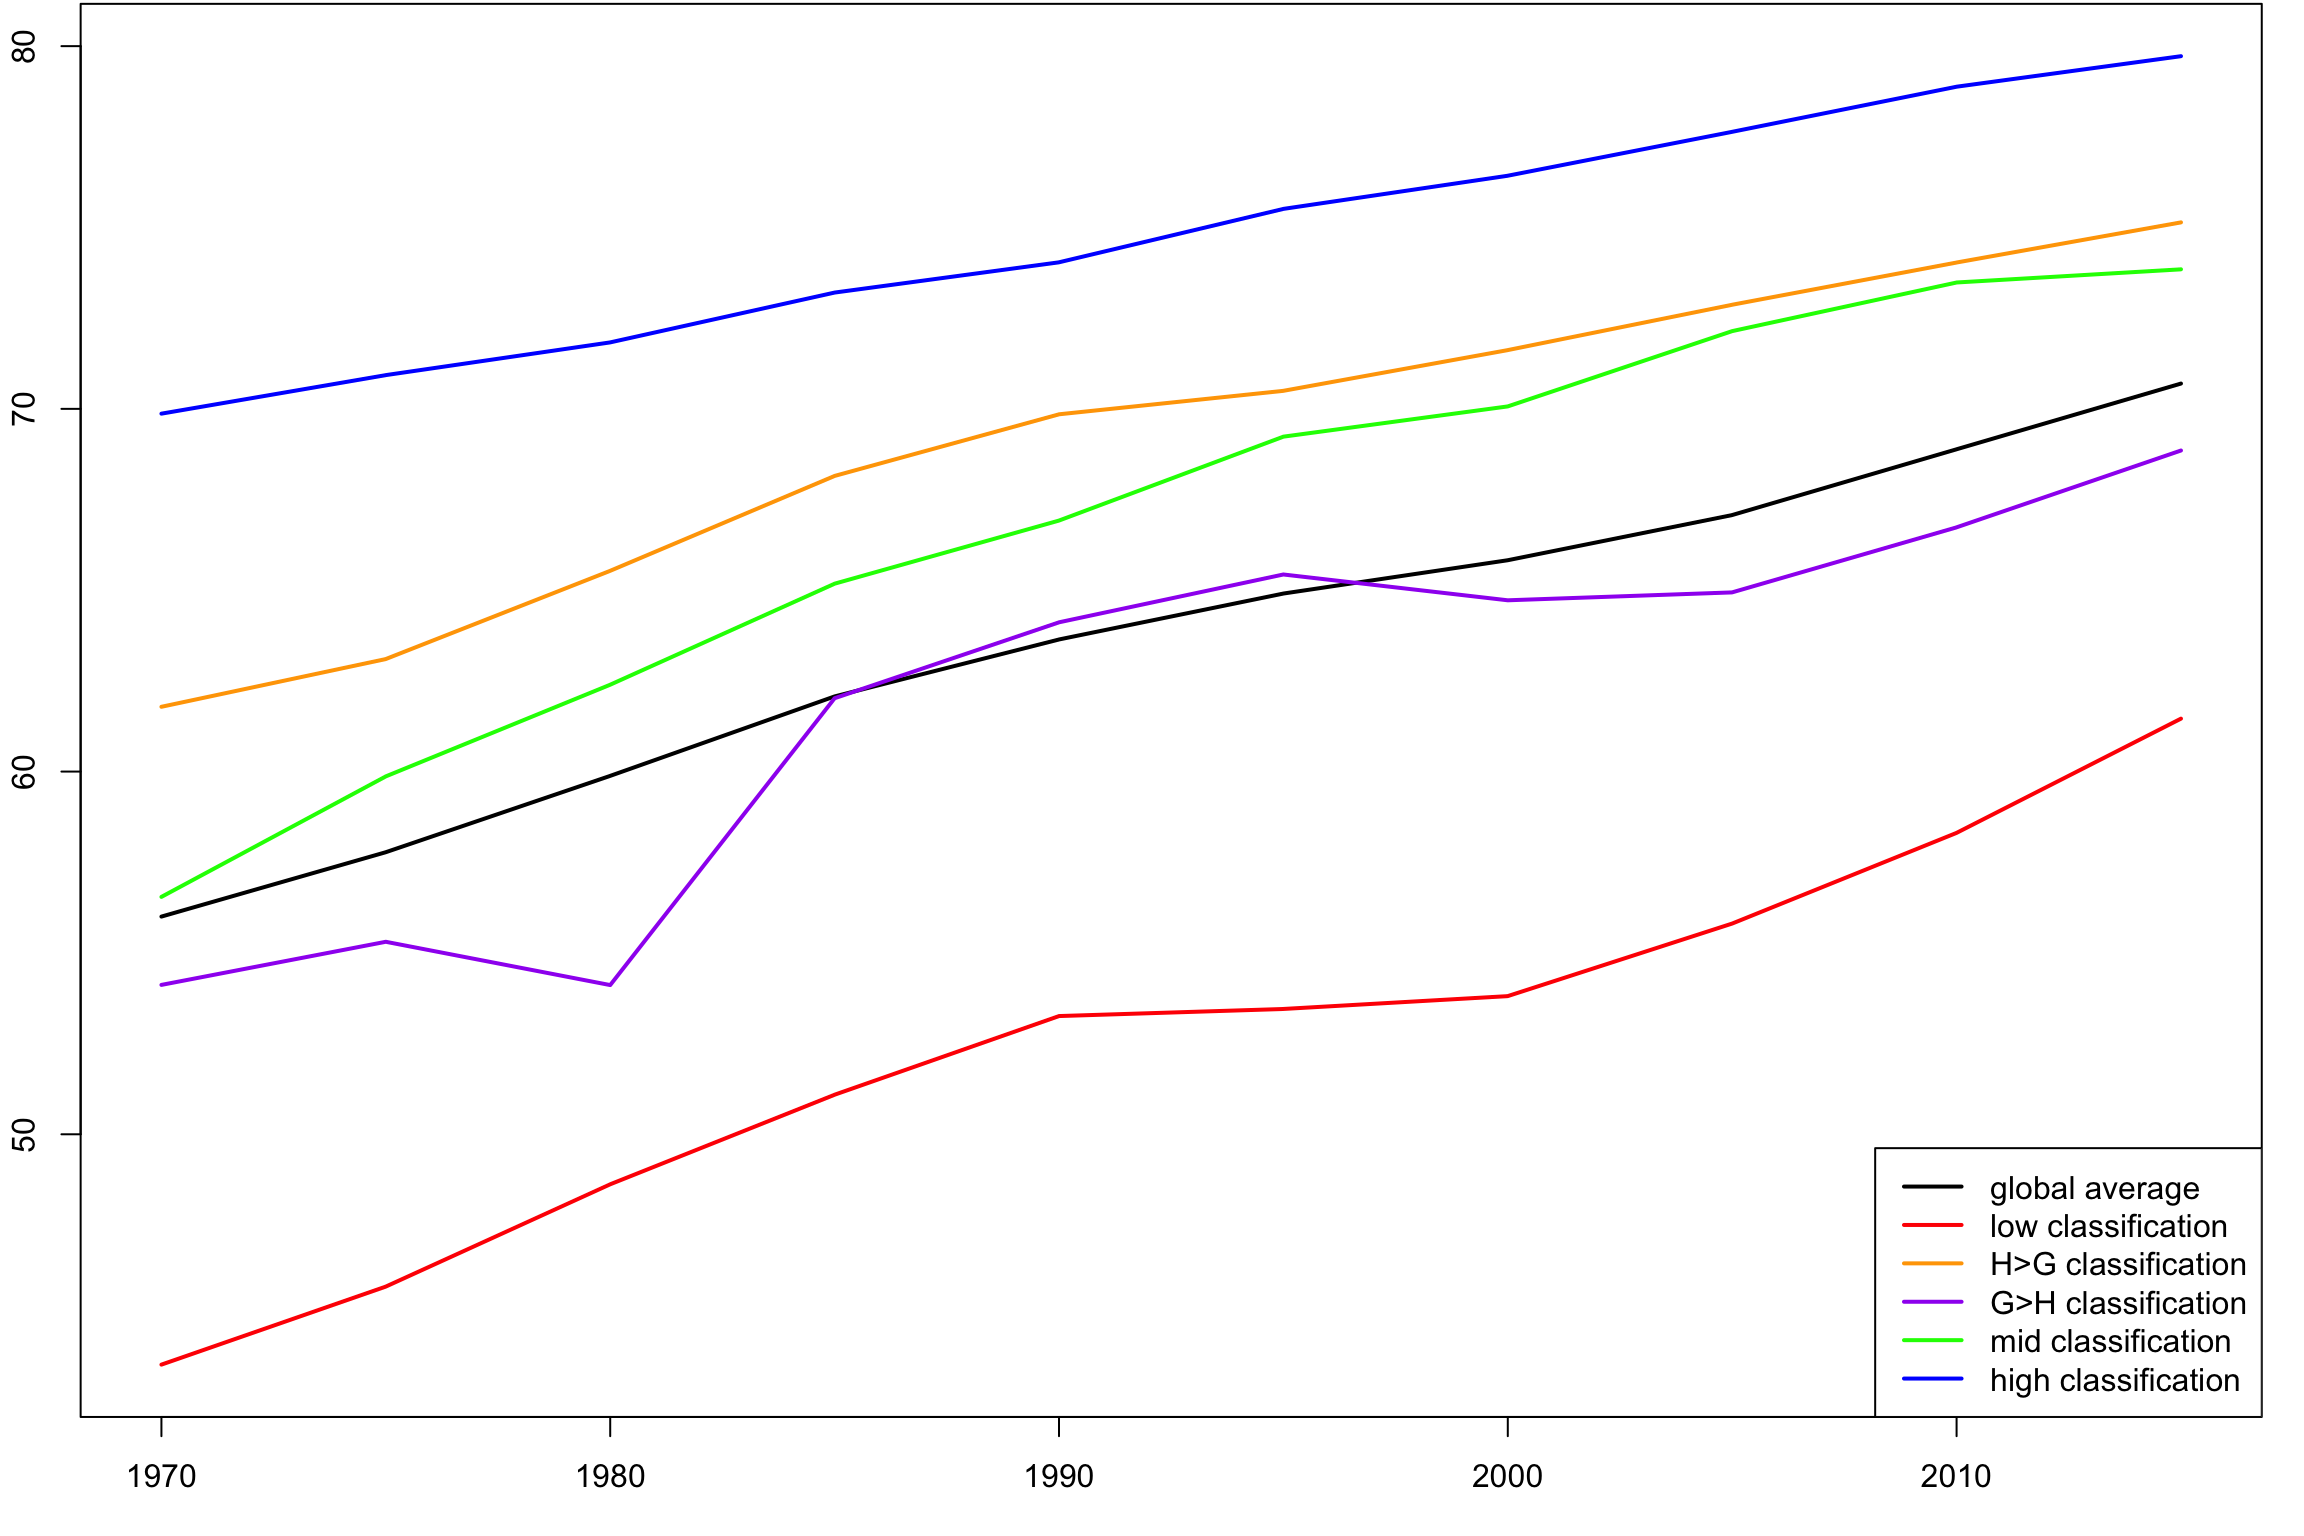 80
70
60
50
1970 1980 1990 2000 2010
global average
low classification
H>G classification
G>H classification
mid classification
high classification